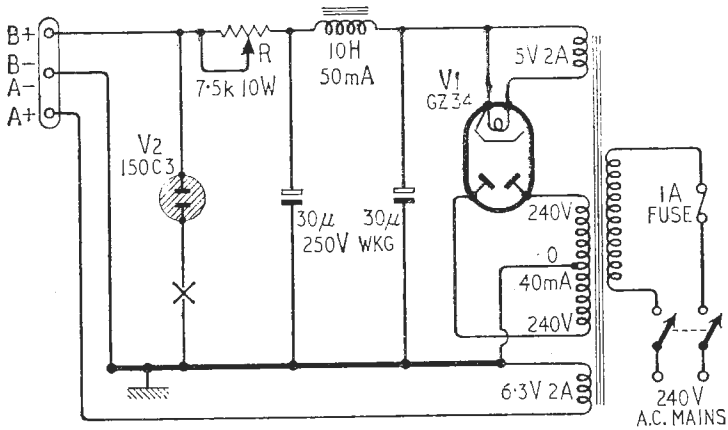 B+
B-
A-
A+
R
7.5k 10W
10H
50mA
5V 2A
V1
GZ34
V2
150C3
30μ
250V WKG
30μ
240V
0
40mA
240V
6.3V 2A
1A
FUSE
240V
A.C. MAINS